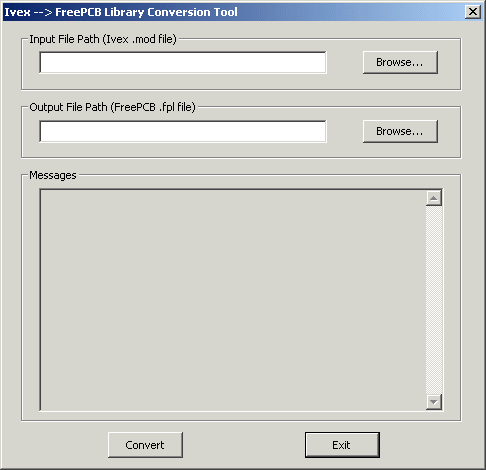 Ivex --> FreePCB Library Conversion Tool
Input File Path (Ivex .mod file)
Browse...
Output File Path (FreePCB .fpl file)
Browse...
Messages
Convert
Exit